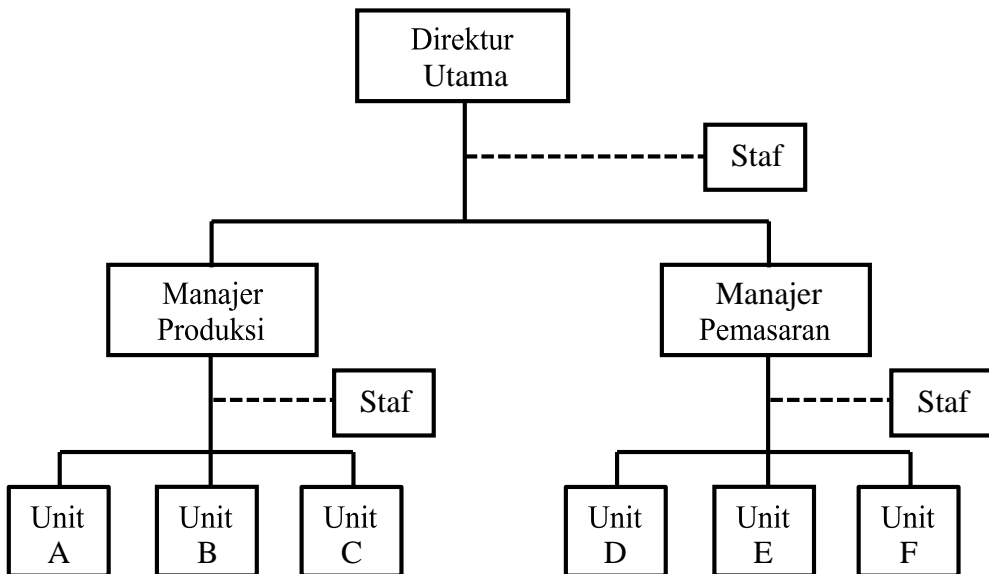 Direktur
Utama
Staf
Manajer
Produksi
Manajer
Pemasaran
Staf
Staf
Unit
A
Unit
B
Unit
C
Unit
D
Unit
E
Unit
F